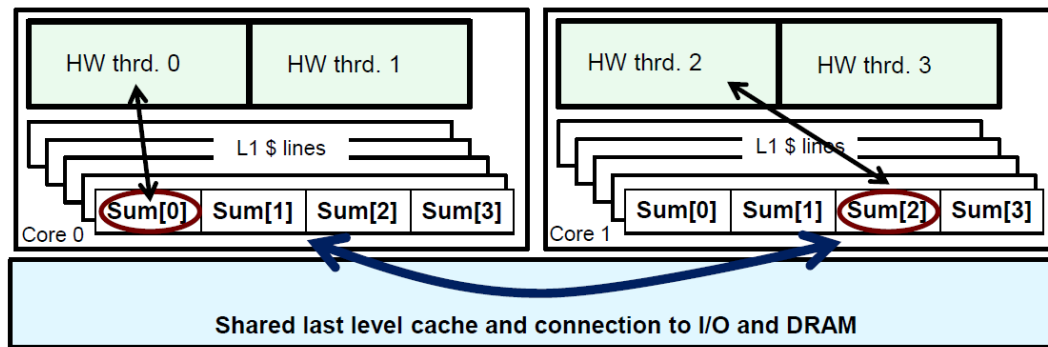 HW thrd. 0
HW thrd. 1
L1 $ lines
Sum[0] Sum[1] Sum[2] Sum[3]
Core 0
HW thrd. 2
HW thrd. 3
L1 $ lines
Sum[0] Sum[1] Sum[2] Sum[3]
Core 1
Shared last level cache and connection to I/O and DRAM